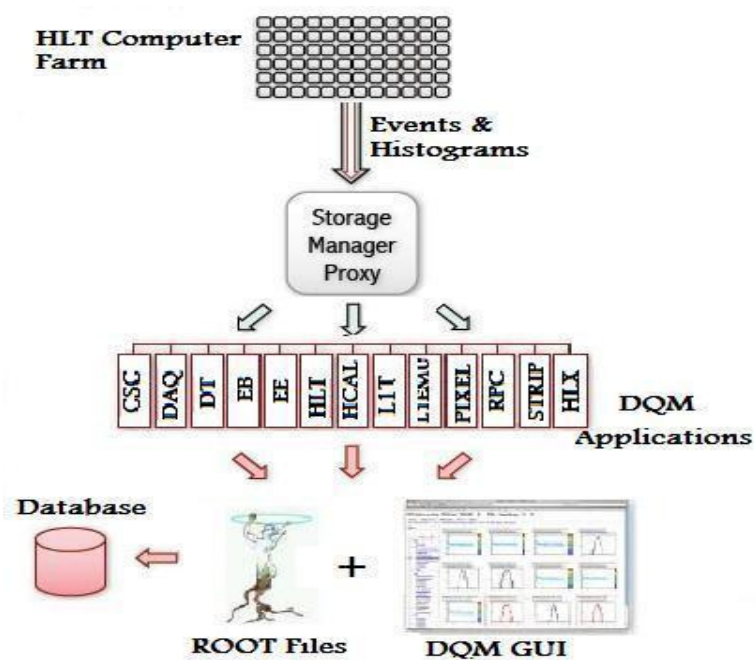 HLT Computer
Farm
Events &
Histograms
Storage
Manager
Proxy
CSC
DAQ
DT
EB
EE
HLT
HCAL
L1T
L1EMU
PIXEL
RPC
STRIP
HLX
DQM
Applications
Database
+
ROOT Files
DQM GUI